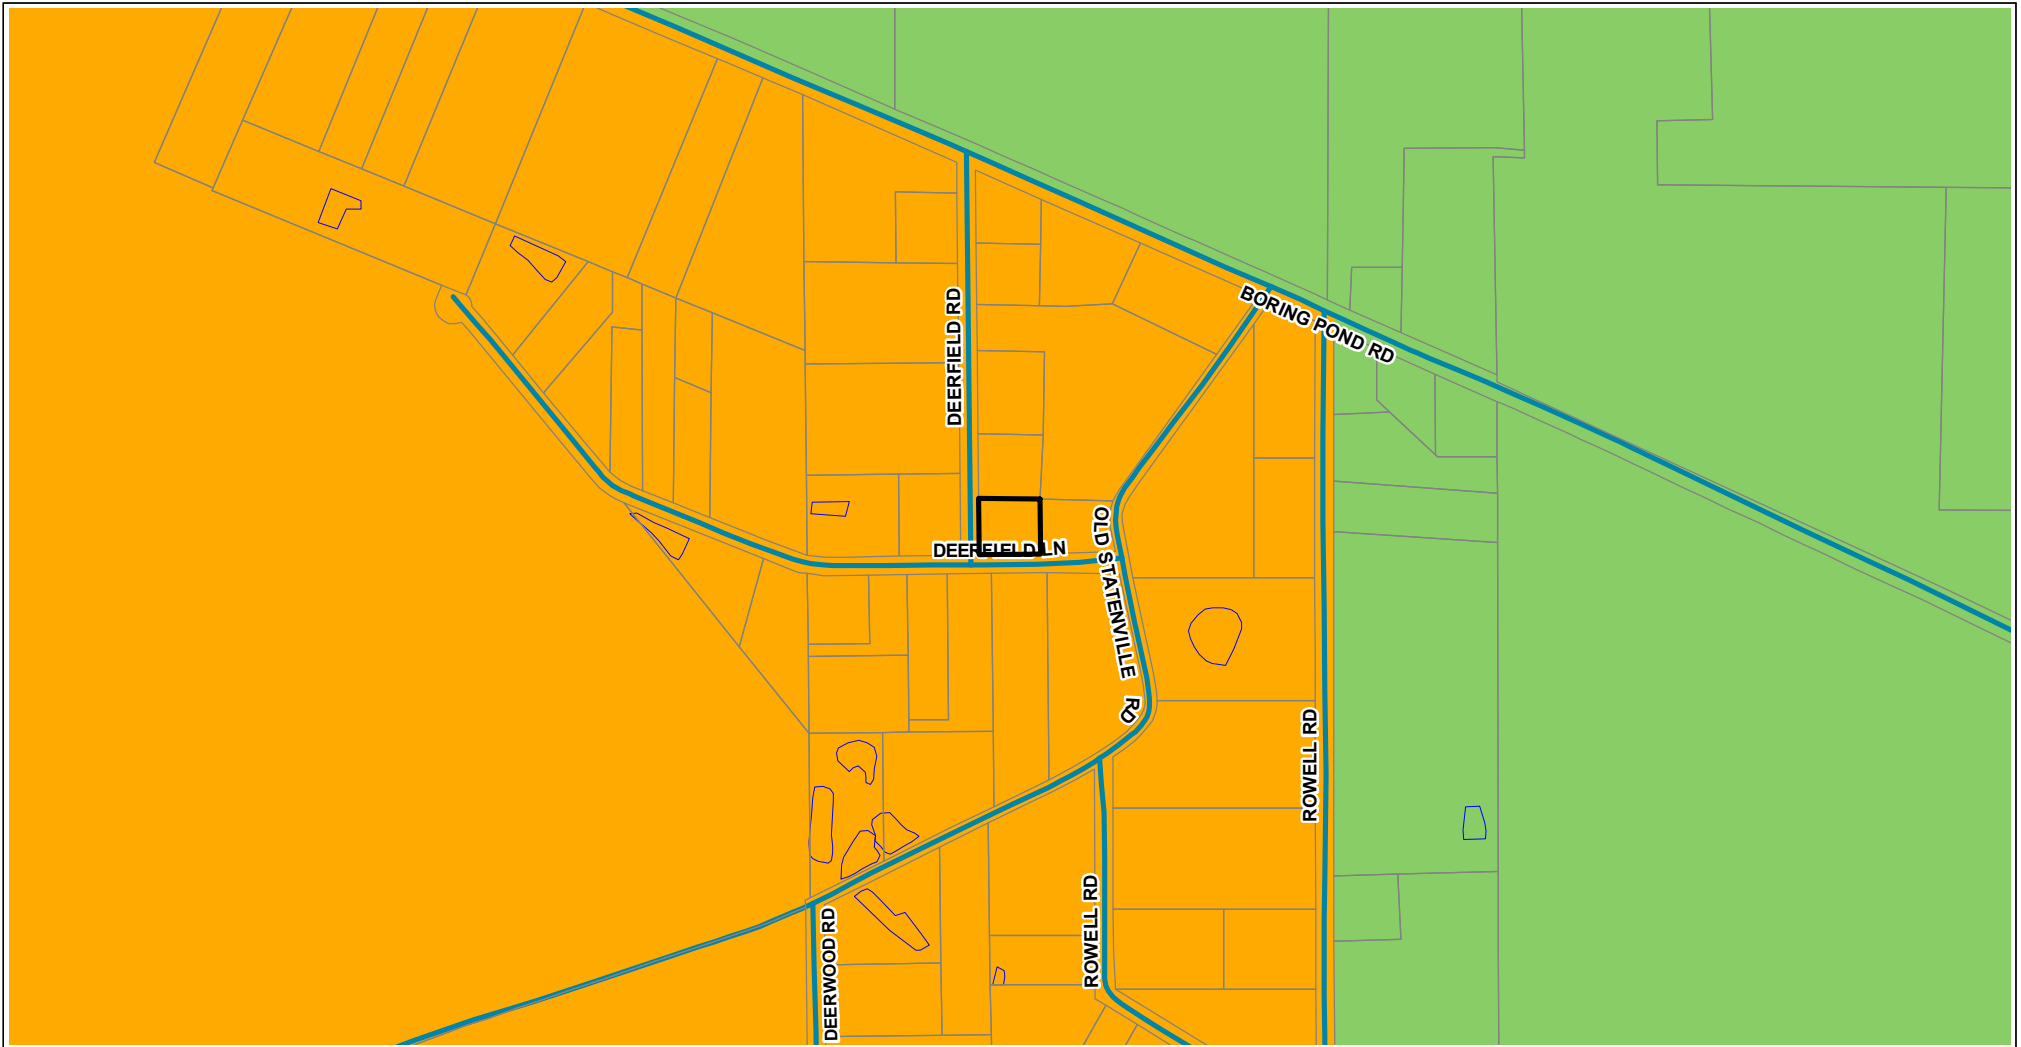 BORING POND RD
DEERFIELD RD
OLD STATENVILLE RD
DEERFIELD LN
ROWELL RD
ROWELL RD
DEERWOOD RD